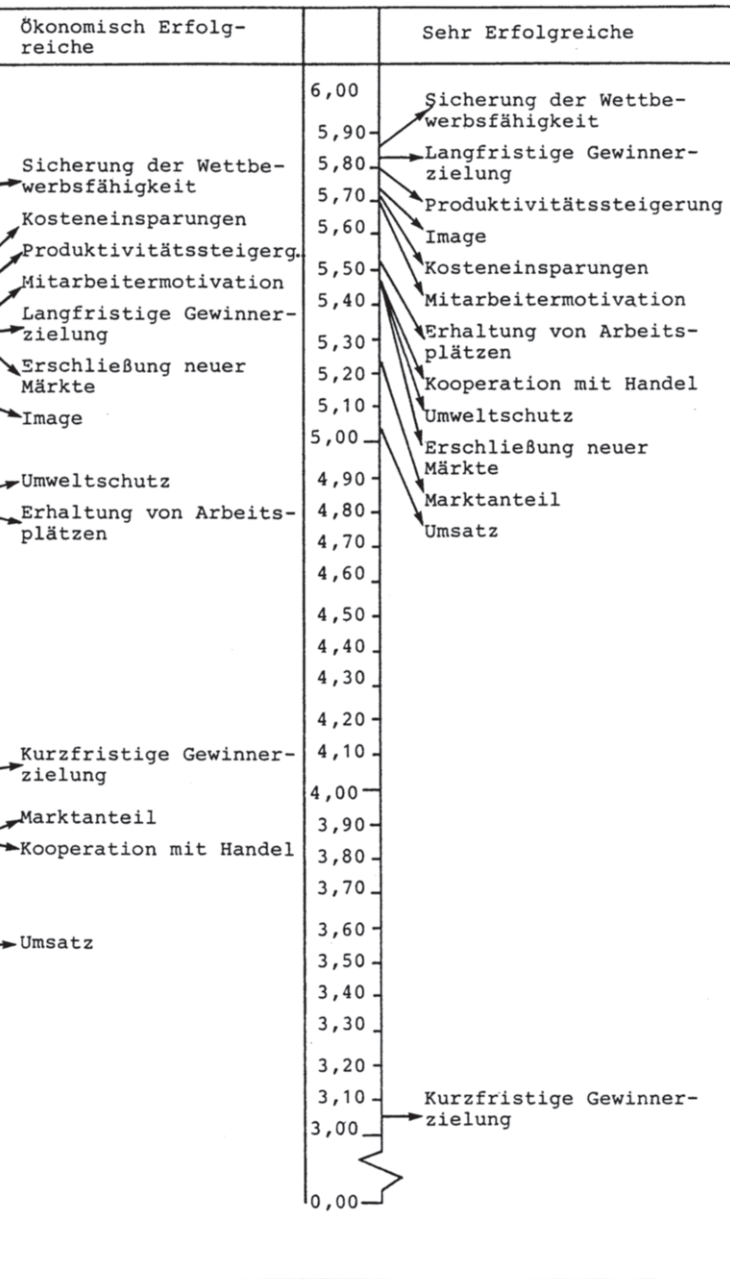 Ökonomisch Erfolg-
reiche
Sicherung der Wettbe-
werbsfähigkeit
Kosteneinsparungen
Produktivitätssteigerg.
Mitarbeitermotivation
Langfristige Gewinner-
zielung
Erschließung neuer
Märkte
Image
Umweltschutz
Erhaltung von Arbeits-
plätzen
Kurzfristige Gewinner-
zielung
Marktanteil
Kooperation mit Handel
Umsatz
6,00
5,90
5,80
5,70
5,60
5,50
5,40
5,30
5,20
5,10
5,00
4,90
4,80
4,70
4,60
4,50
4,40
4,30
4,20
4,10
4,00
3,90
3,80
3,70
3,60
3,50
3,40
3,30
3,20
3,10
3,00
0,00
Sehr Erfolgreiche
Sicherung der Wettbe-
werbsfähigkeit
Langfristige Gewinner-
zielung
Produktivitätssteigerung
Image
Kosteneinsparungen
Mitarbeitermotivation
Erhaltung von Arbeits-
plätzen
Kooperation mit Handel
Umweltschutz
Erschließung neuer
Märkte
Marktanteil
Umsatz
Kurzfristige Gewinner-
zielung